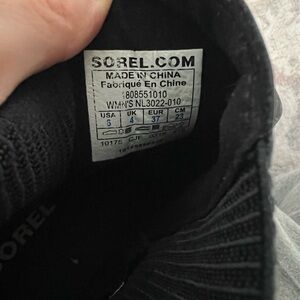 SOREL.COM
MADE IN CHINA
Fabriqué En Chine
1808551010
WMN'S NL3022-010
USA UK EUR CM
6 4 37 23
10175
SOREL